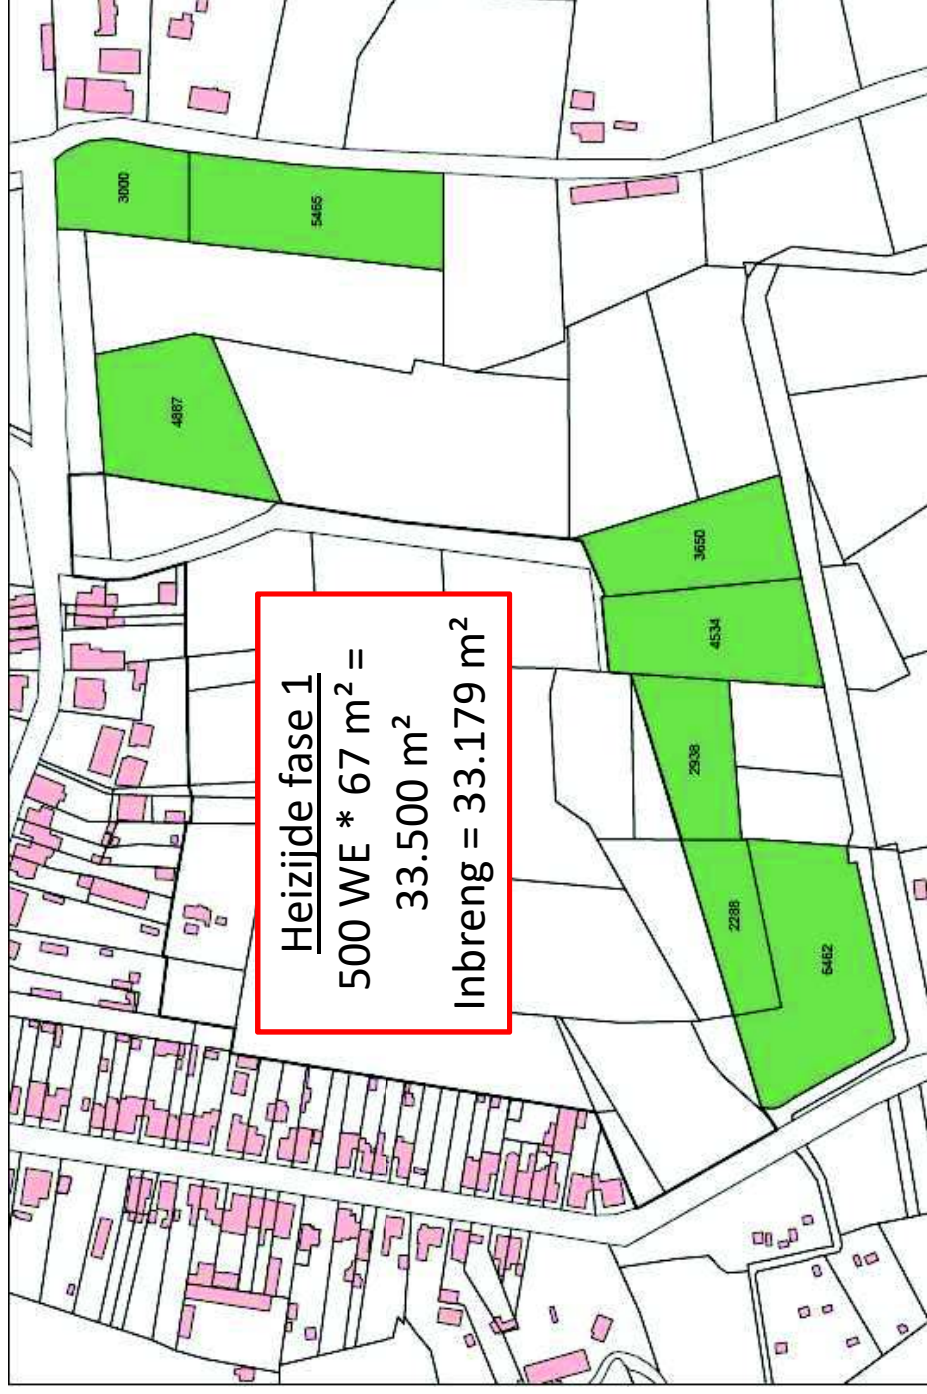 3000
4867
5465
Heizijde fase 1
500 WE * 67 m² =
33.500 m²
Inbreng = 33.179 m²
2938
3650
4534
2288
6462